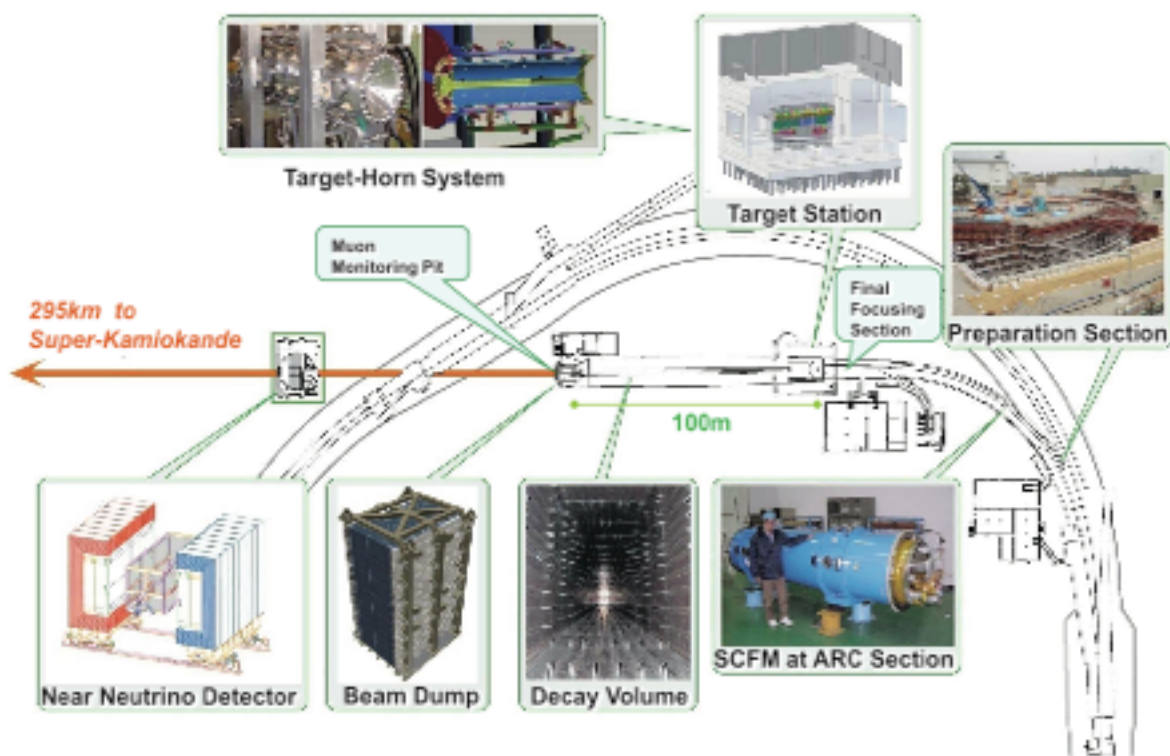 Target-Horn System
Target Station
Muon
Monitoring Pit
Final
Focusing
Section
Preparation Section
295km to
Super-Kamiokande
100m
Near Neutrino Detector
Beam Dump
Decay Volume
SCFM at ARC Section